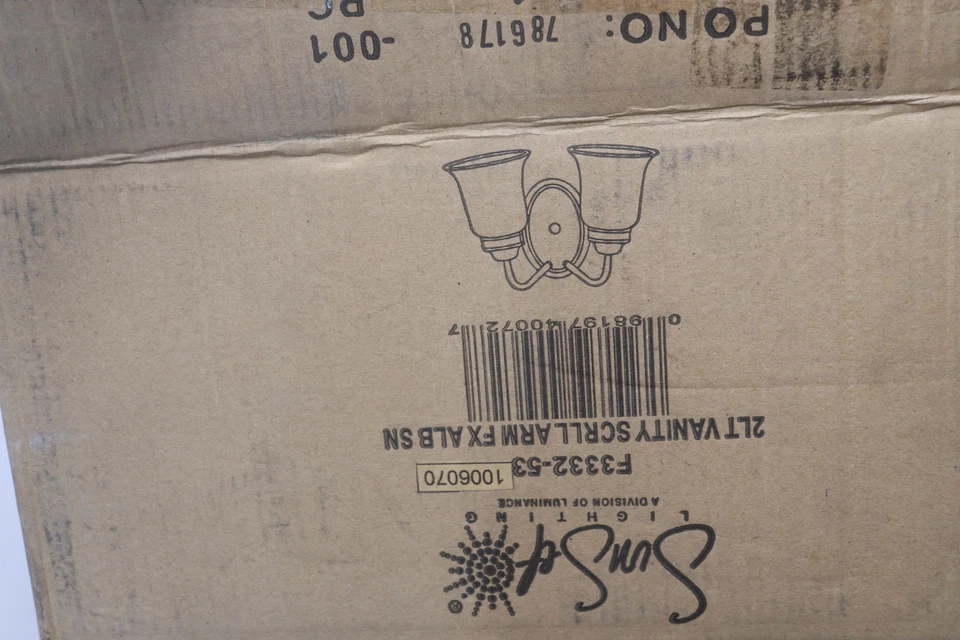 SunSet®
LIGHTING
A DIVISION OF LUMINANCE
F3332-53 1006070
2LT VANITY SCRLL ARM FX ALB SN
0 98197 40072 7
PO NO: 786178 -001
PC